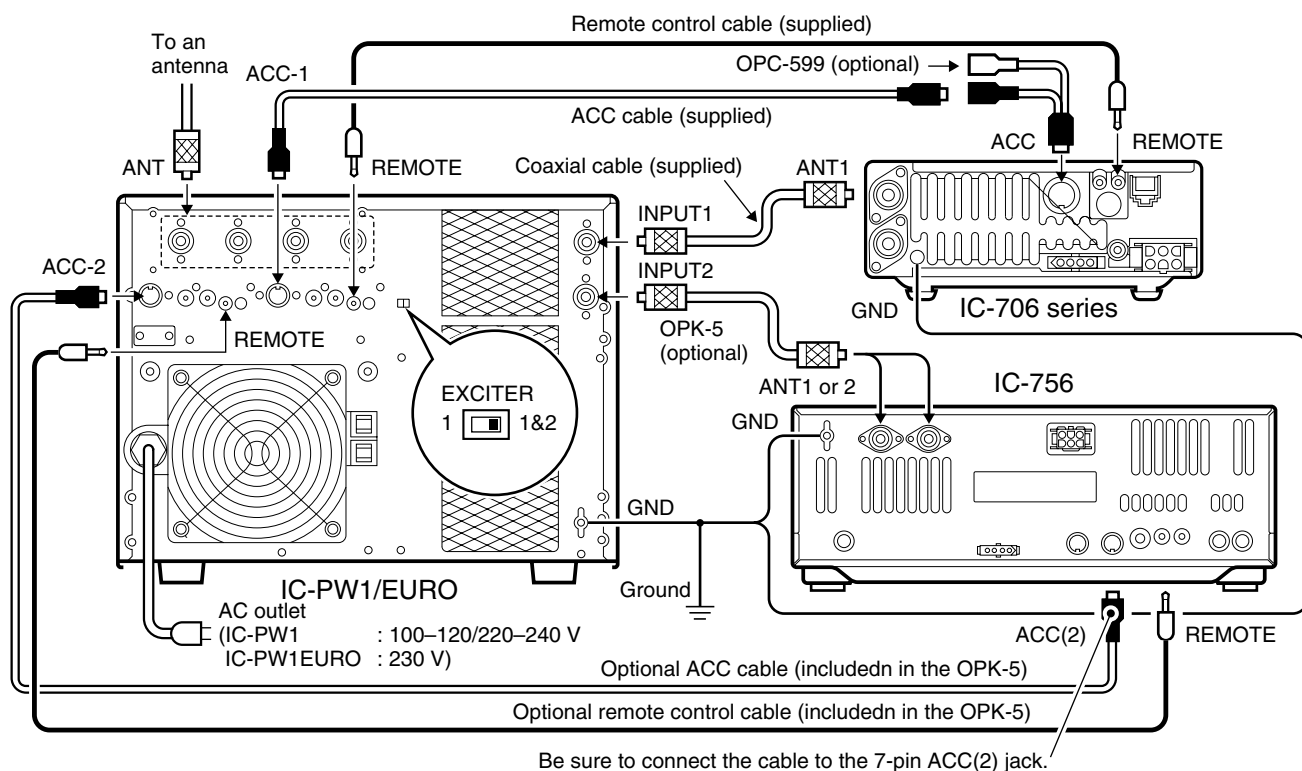 Remote control cable (supplied)
To an
antenna
ACC-1
OPC-599 (optional)
ACC cable (supplied)
ACC
REMOTE
ANT
REMOTE
Coaxial cable (supplied)
ANT1
INPUT1
ACC-2
INPUT2
GND
IC-706 series
REMOTE
OPK-5
(optional)
ANT1 or 2
IC-756
EXCITER
1
1&2
GND
GND
IC-PW1/EURO
Ground
AC outlet
(IC-PW1 : 100–120/220–240 V
IC-PW1EURO : 230 V)
ACC(2)
REMOTE
Optional ACC cable (includedn in the OPK-5)
Optional remote control cable (includedn in the OPK-5)
Be sure to connect the cable to the 7-pin ACC(2) jack.